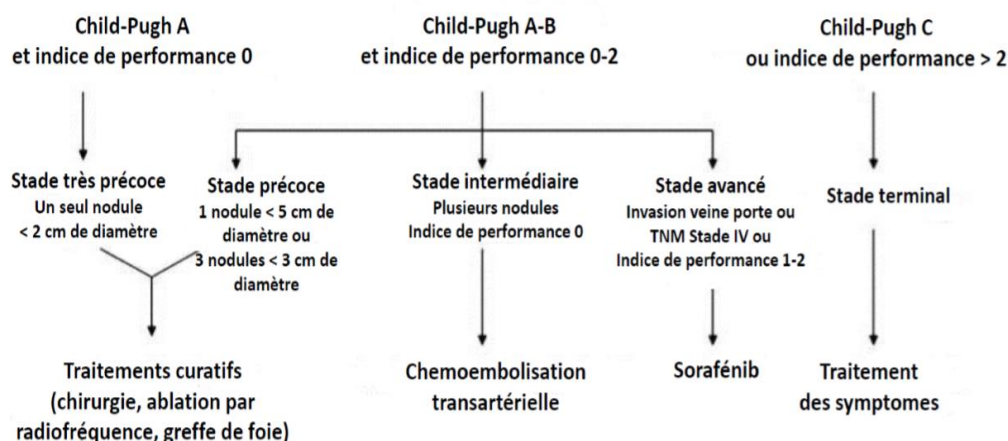 Child-Pugh A
et indice de performance 0
Child-Pugh A-B
et indice de performance 0-2
Child-Pugh C
ou indice de performance > 2
Stade très précoce
Un seul nodule
< 2 cm de diamètre
Stade précoce
1 nodule < 5 cm de
diamètre ou
3 nodules < 3 cm de
diamètre
Stade intermédiaire
Plusieurs nodules
Indice de performance 0
Stade avancé
Invasion veine porte ou
TNM Stade IV ou
Indice de performance 1-2
Stade terminal
Traitements curatifs
(chirurgie, ablation par
radiofréquence, greffe de foie)
Chemoembolisation
transartérielle
Sorafénib
Traitement
des symptomes